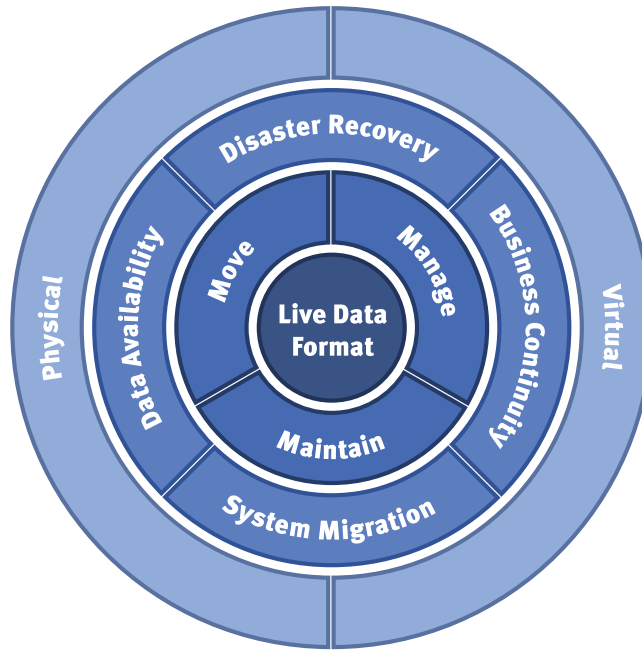 Disaster Recovery
Business Continuity
System Migration
Data Availability
Move
Manage
Maintain
Live Data
Format
Physical
Virtual